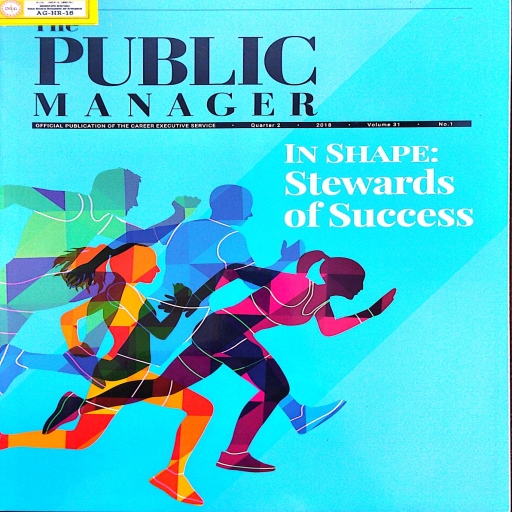 AG-HR-16
The
PUBLIC
MANAGER
OFFICIAL PUBLICATION OF THE CAREER EXECUTIVE SERVICE • Quarter 2 • 2018 • Volume 31 • No.1
IN SHAPE:
Stewards
of Success